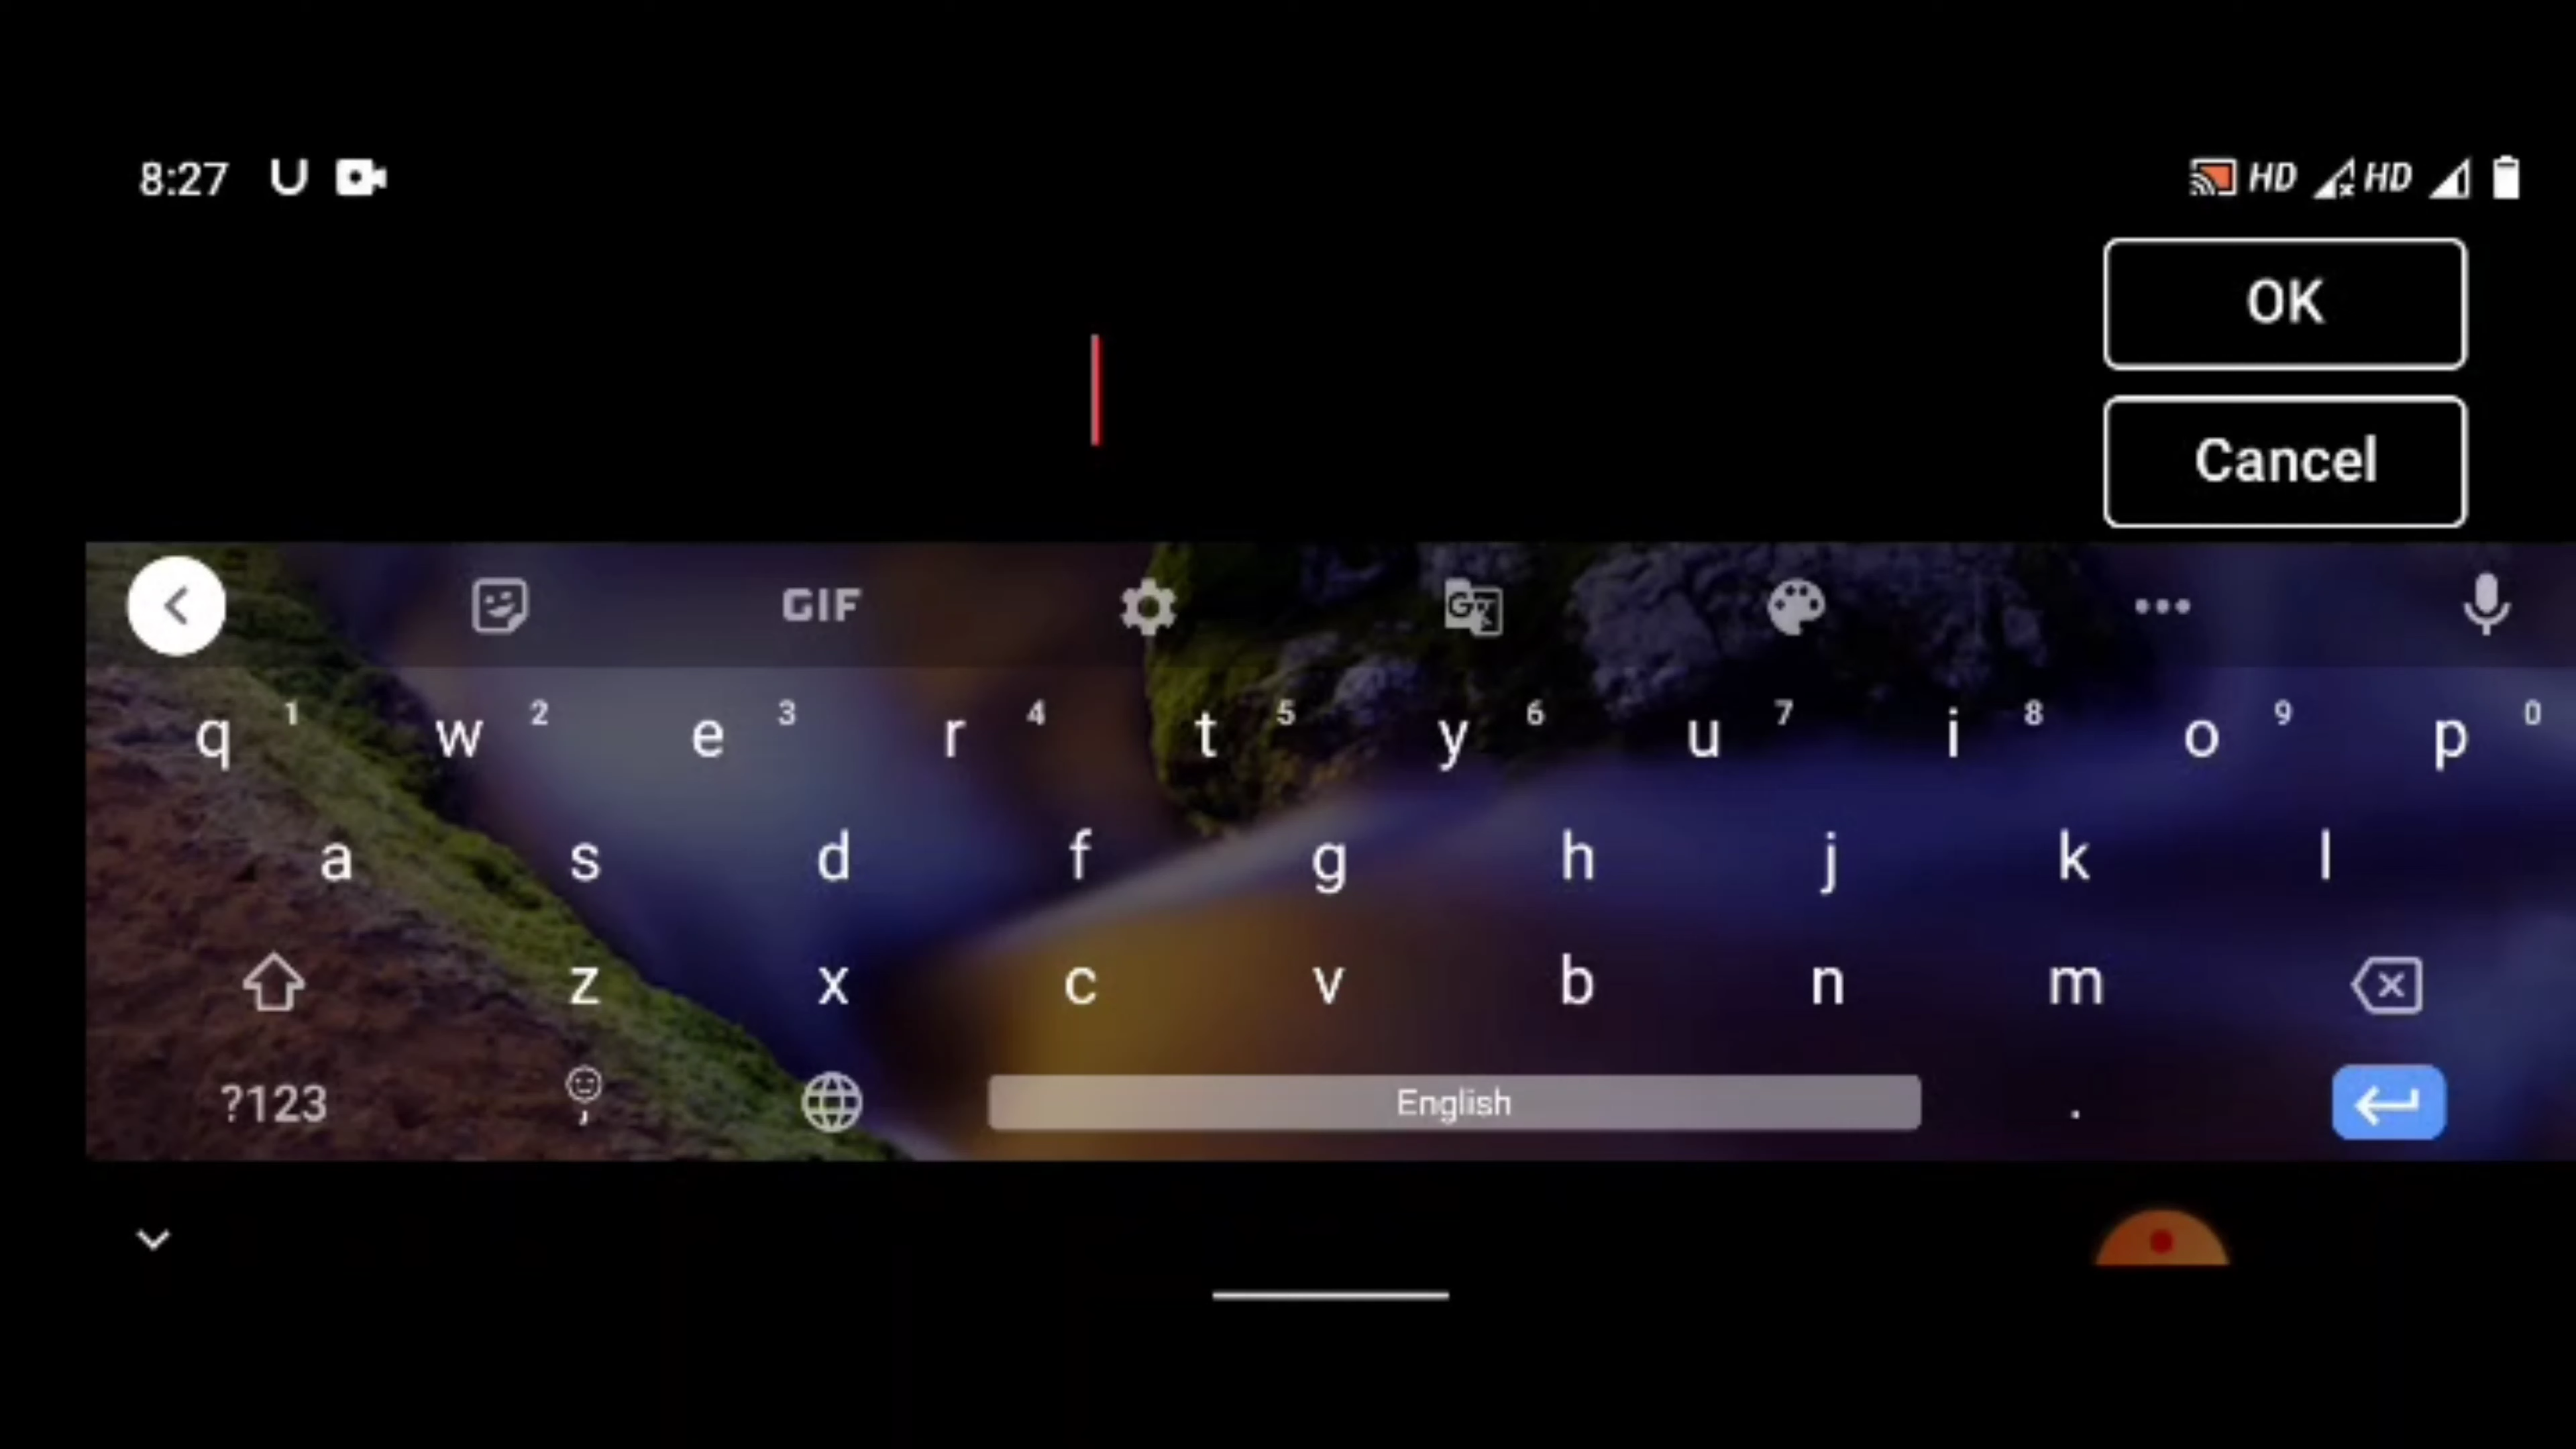 8:27 HD HD
OK
Cancel
GIF
q 1 w 2 e 3 r 4 t 5 y 6 u 7 i 8 o 9 p 0
a s d f g h j k l
z x c v b n m
?123 , English .